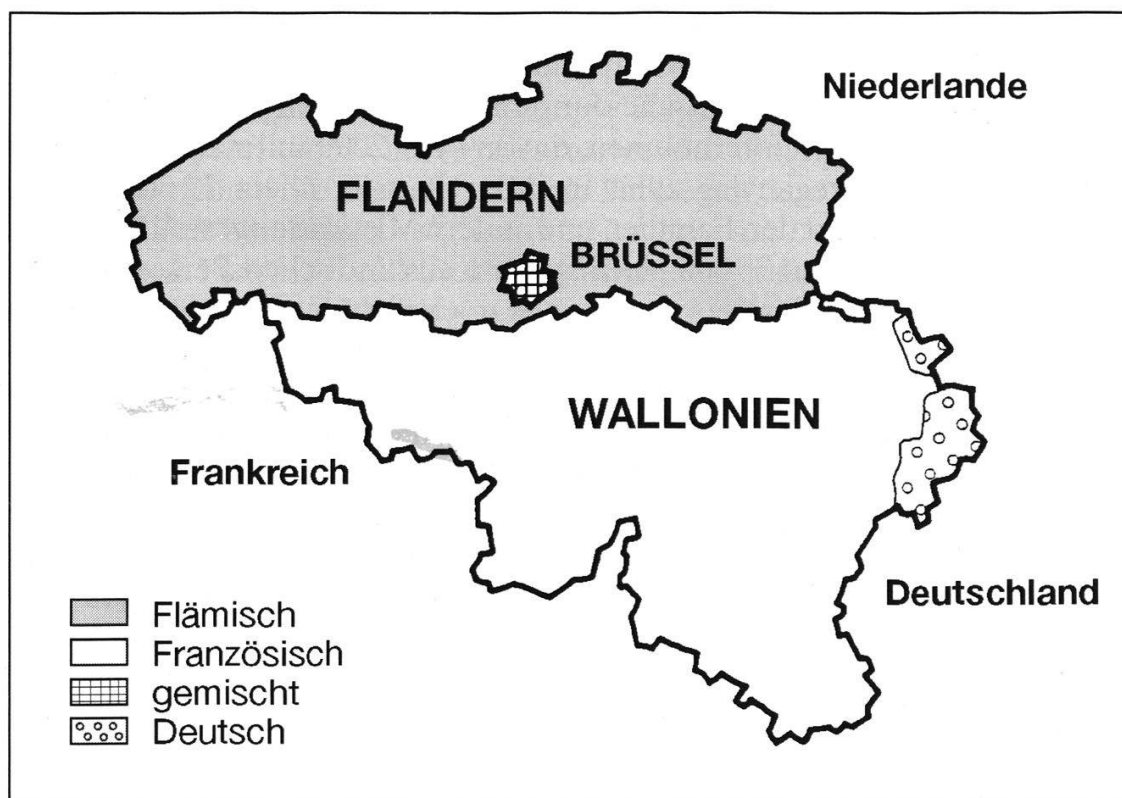 Niederlande
FLANDERN
BRÜSSEL
WALLONIEN
Frankreich
Deutschland
Flämisch
Französisch
gemischt
Deutsch